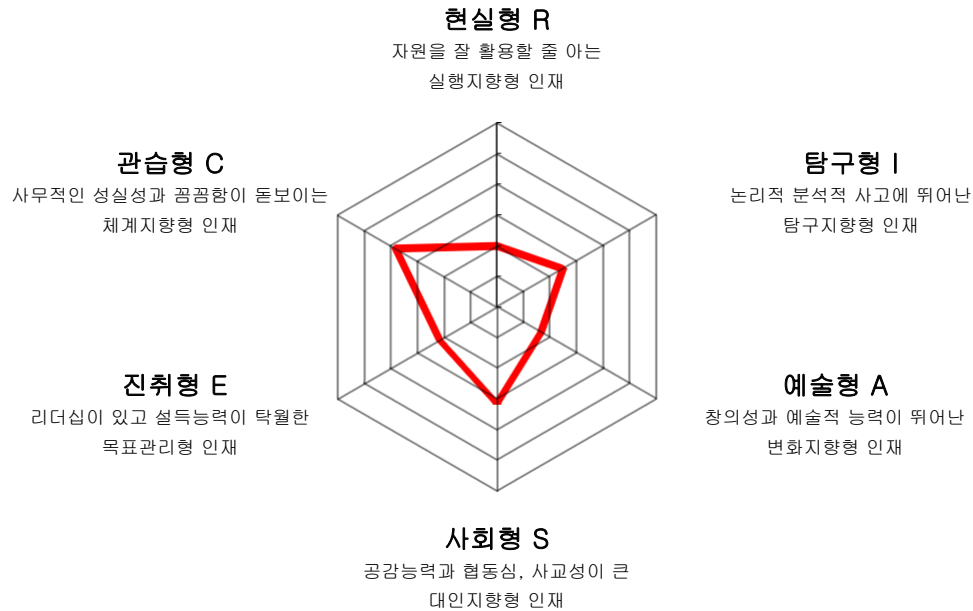 현실형 R
자원을 잘 활용할 줄 아는
실행지향형 인재
관습형 C
사무적인 성실성과 꼼꼼함이 돋보이는
체계지향형 인재
탐구형 I
논리적 분석적 사고에 뛰어난
탐구지향형 인재
진취형 E
리더십이 있고 설득능력이 탁월한
목표관리형 인재
예술형 A
창의성과 예술적 능력이 뛰어난
변화지향형 인재
사회형 S
공감능력과 협동심, 사교성이 큰
대인지향형 인재